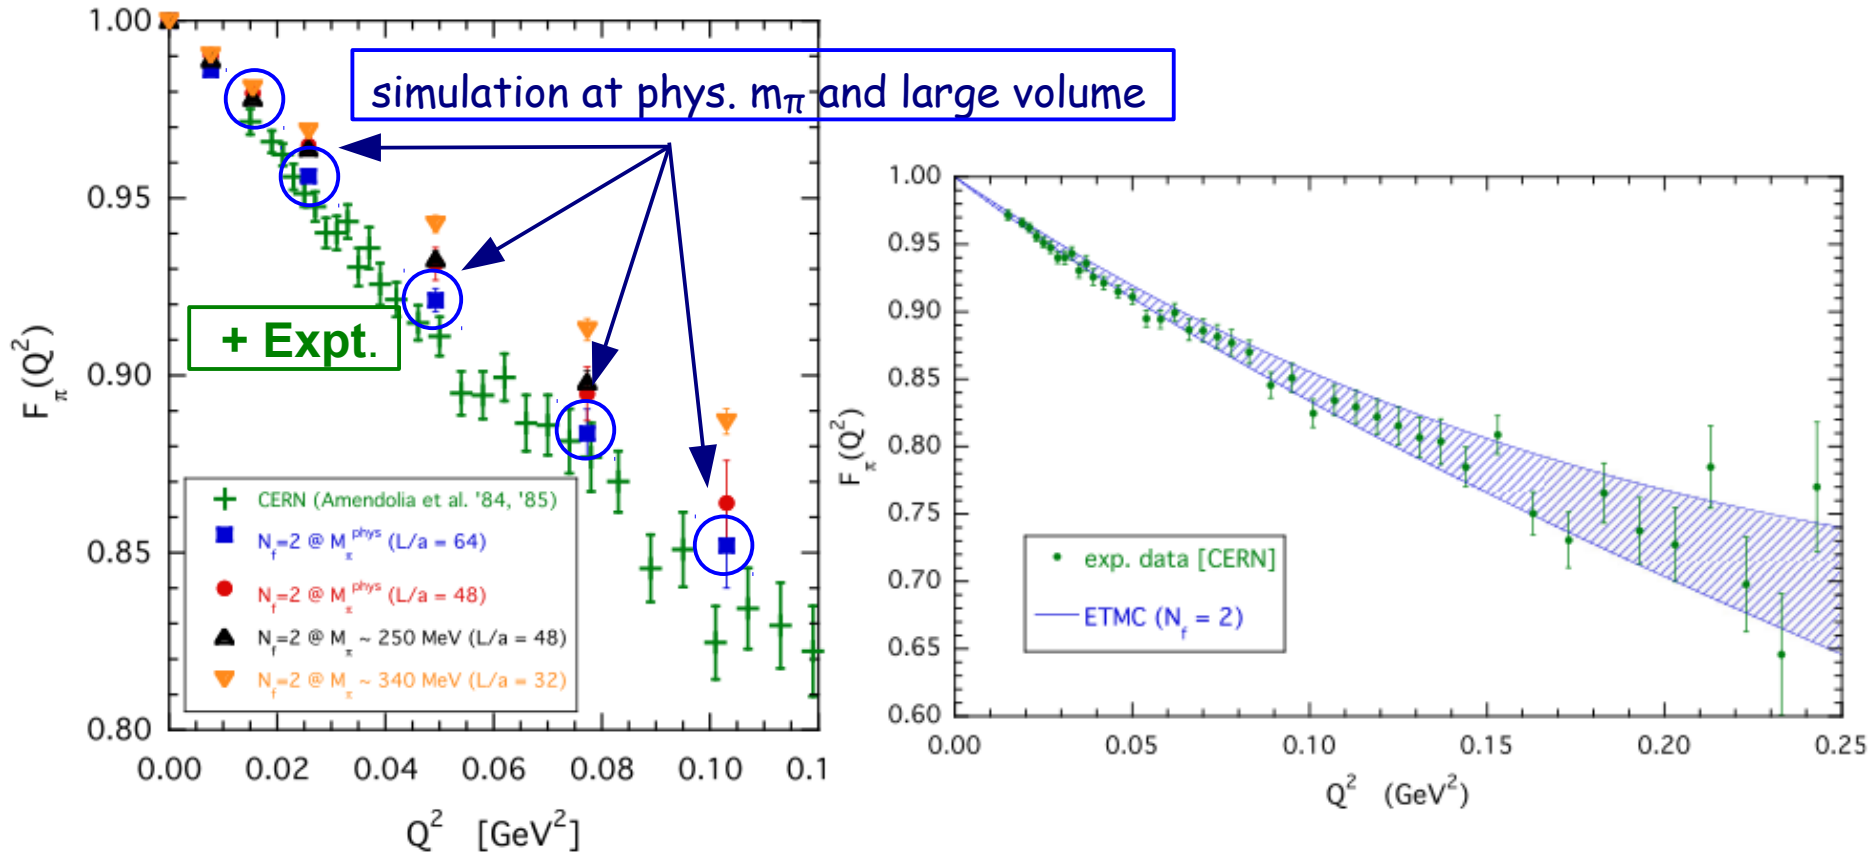 simulation at phys. mπ and large volume
+ Expt.
1.00
0.95
0.90
0.85
0.80
Fπ(Q²)
CERN (Amendolia et al. '84, '85)
N_f=2 @ M_π^phys (L/a = 64)
N_f=2 @ M_π^phys (L/a = 48)
N_f=2 @ M_π ~ 250 MeV (L/a = 48)
N_f=2 @ M_π ~ 340 MeV (L/a = 32)
0.00 0.02 0.04 0.06 0.08 0.10 0.1
Q² [GeV²]
1.00
0.95
0.90
0.85
0.80
0.75
0.70
0.65
0.60
Fπ(Q²)
exp. data [CERN]
ETMC (N_f = 2)
0.00 0.05 0.10 0.15 0.20 0.25
Q² (GeV²)